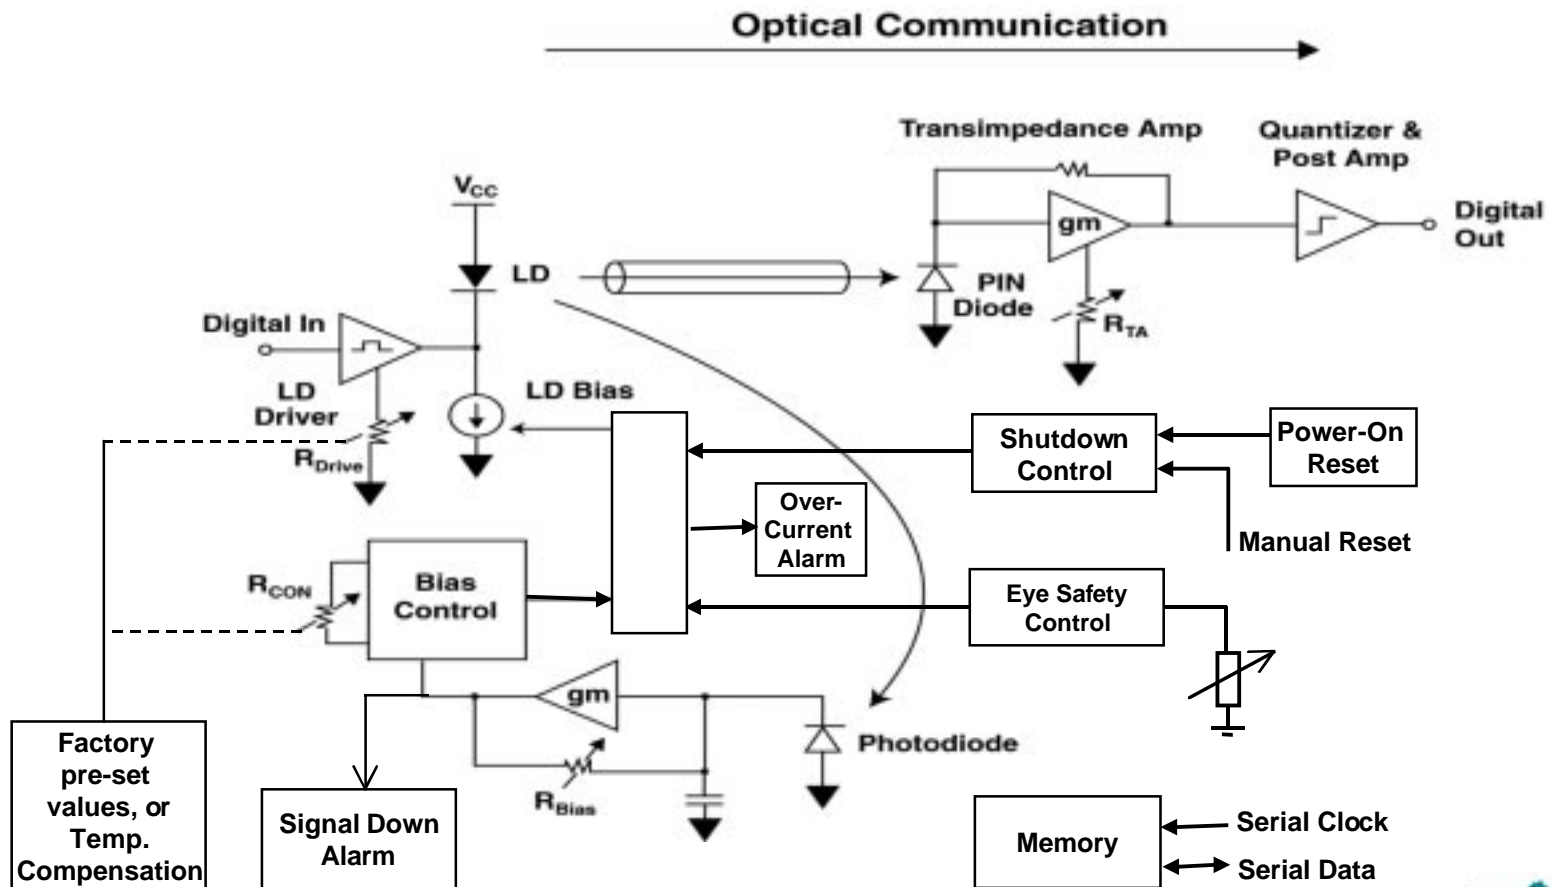 Optical Communication
Transimpedance Amp
Quantizer &
Post Amp
VCC
gm
Digital
Out
LD
PIN
Diode
RTA
Digital In
LD
Driver
RDrive
LD Bias
Shutdown
Control
Power-On
Reset
Over-
Current
Alarm
Manual Reset
RCON
Bias
Control
Eye Safety
Control
gm
Photodiode
RBias
Factory
pre-set
values, or
Temp.
Compensation
Signal Down
Alarm
Memory
Serial Clock
Serial Data